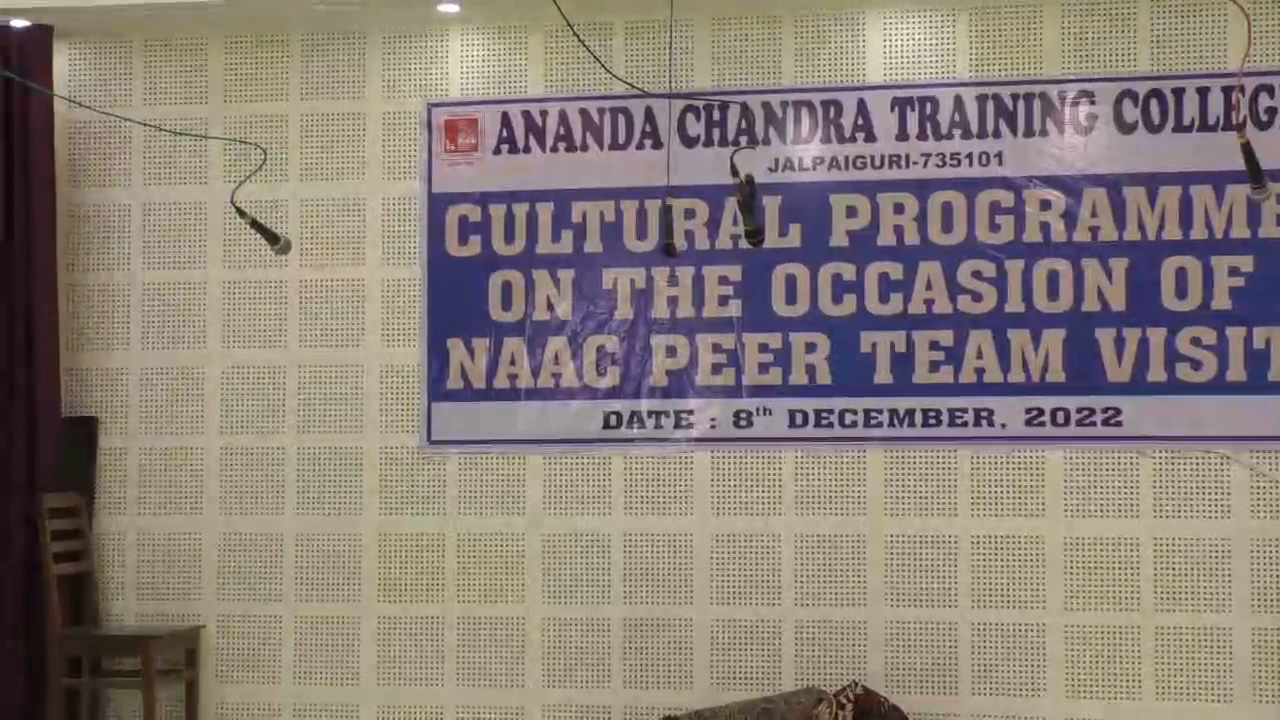 ANANDA CHANDRA TRAINING COLLEG
JALPAIGURI-735101
CULTURAL PROGRAMME
ON THE OCCASION OF
NAAC PEER TEAM VISIT
DATE : 8th DECEMBER, 2022